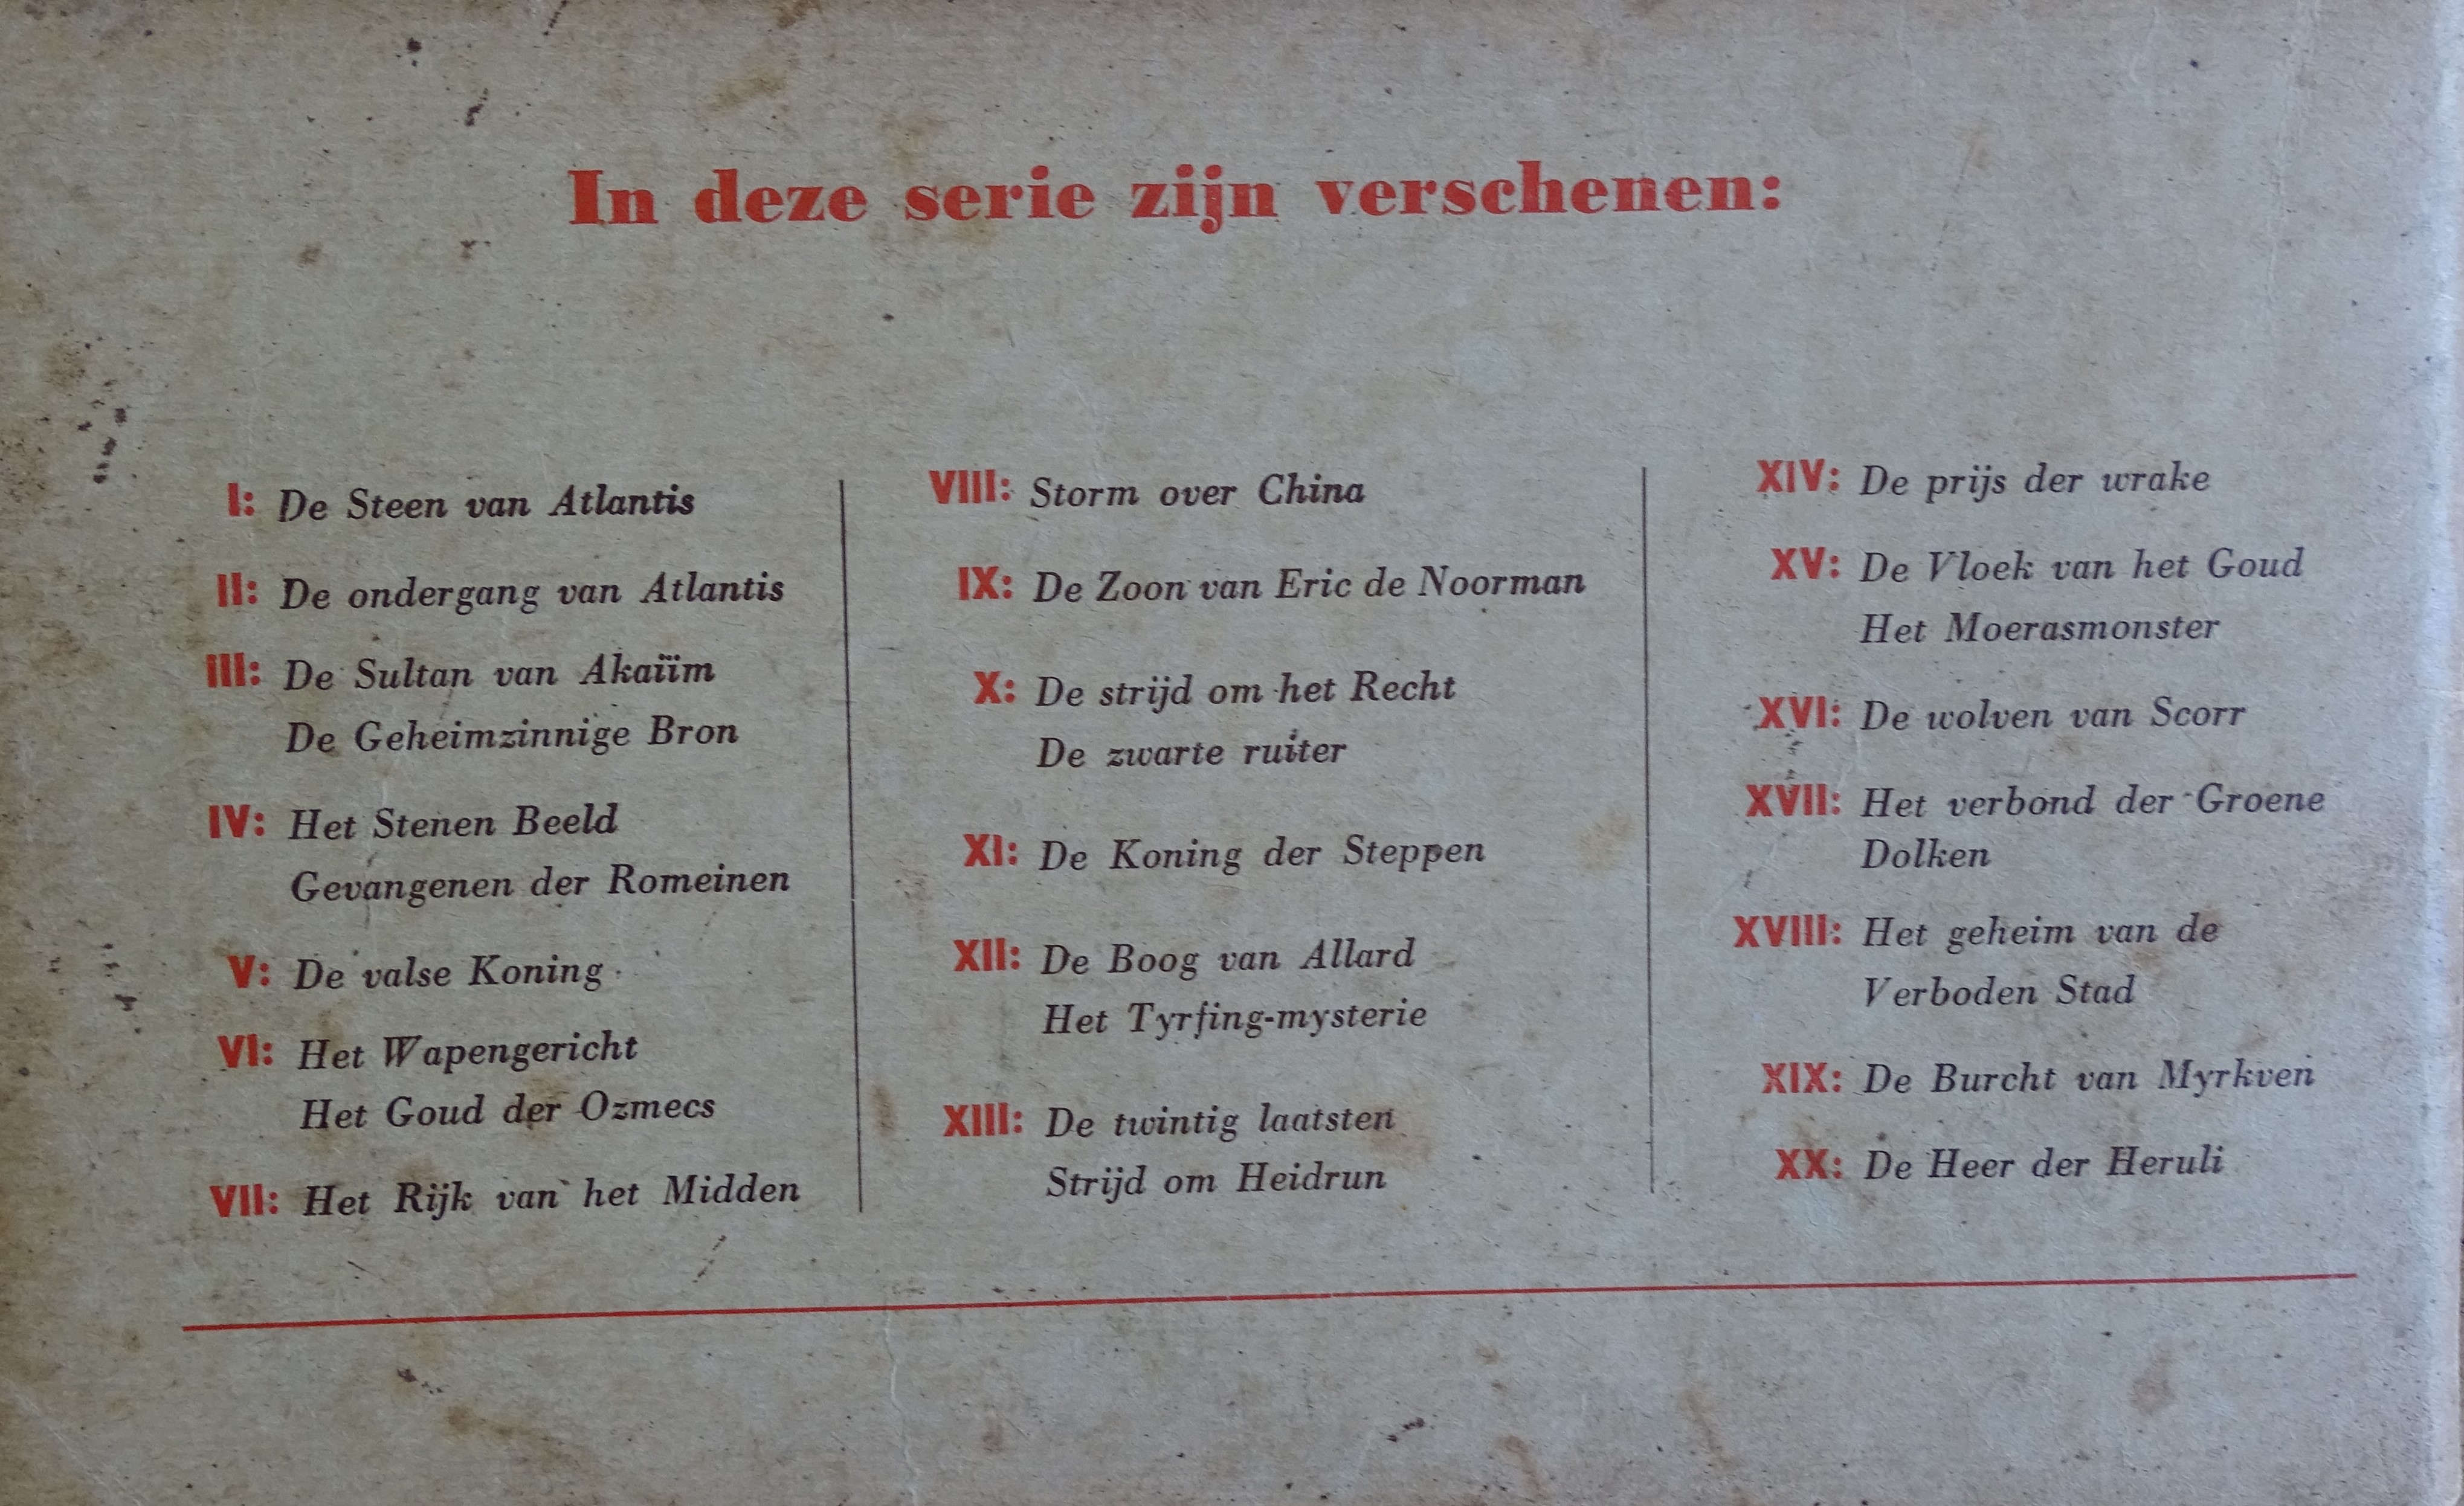 In deze serie zijn verschenen:
I: De Steen van Atlantis
II: De ondergang van Atlantis
III: De Sultan van Akaïim
De Geheimzinnige Bron
IV: Het Stenen Beeld
Gevangenen der Romeinen
V: De valse Koning
VI: Het Wapengericht
Het Goud der Ozmecs
VII: Het Rijk van het Midden
VIII: Storm over China
IX: De Zoon van Eric de Noorman
X: De strijd om het Recht
De zwarte ruiter
XI: De Koning der Steppen
XII: De Boog van Allard
Het Tyrfing-mysterie
XIII: De twintig laatsten
Strijd om Heidrun
XIV: De prijs der wrake
XV: De Vloek van het Goud
Het Moerasmonster
XVI: De wolven van Scorr
XVII: Het verbond der Groene
Dolken
XVIII: Het geheim van de
Verboden Stad
XIX: De Burcht van Myrkven
XX: De Heer der Heruli